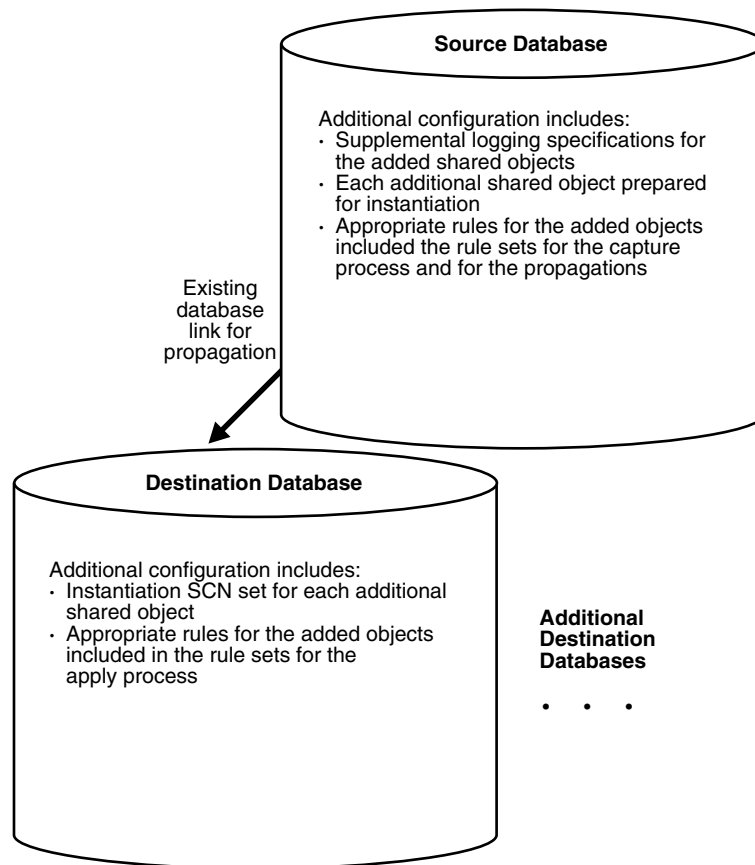 Source Database
Additional configuration includes:
· Supplemental logging specifications for
the added shared objects
· Each additional shared object prepared
for instantiation
· Appropriate rules for the added objects
included the rule sets for the capture
process and for the propagations
Existing
database
link for
propagation
Destination Database
Additional configuration includes:
· Instantiation SCN set for each additional
shared object
· Appropriate rules for the added objects
included in the rule sets for the
apply process
Additional
Destination
Databases
. . .